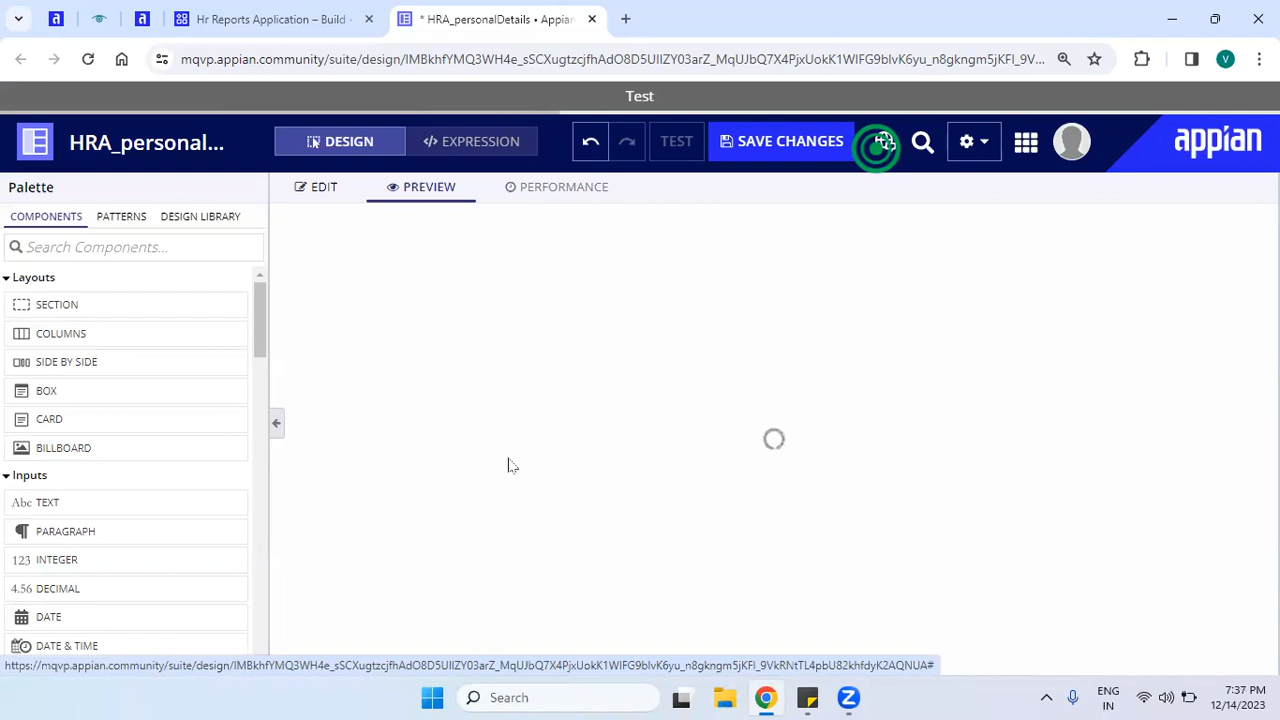 Hr Reports Application – Build
* HRA_personalDetails • Appian
mqvp.appian.community/suite/design/IMBkhfYMQ3WH4e_sSCXugtzcjfhAdO8D5UIIZY03arZ_MqUJbQ7X4PjxUokK1WIFG9blvK6yu_n8gkngm5jKFl_9V...
V
Test
HRA_personal...
DESIGN
</> EXPRESSION
TEST
SAVE CHANGES
appian
Palette
EDIT
PREVIEW
PERFORMANCE
COMPONENTS
PATTERNS
DESIGN LIBRARY
Search Components...
Layouts
SECTION
COLUMNS
SIDE BY SIDE
BOX
CARD
BILLBOARD
Inputs
Abc TEXT
PARAGRAPH
123 INTEGER
4.56 DECIMAL
DATE
DATE & TIME
https://mqvp.appian.community/suite/design/IMBkhfYMQ3WH4e_sSCXugtzcjfhAdO8D5UIIZY03arZ_MqUJbQ7X4PjxUokK1WIFG9blvK6yu_n8gkngm5jKFl_9VkRNtTL4pbU82khfdyK2AQNUA#
Search
ENG
IN
7:37 PM
12/14/2023